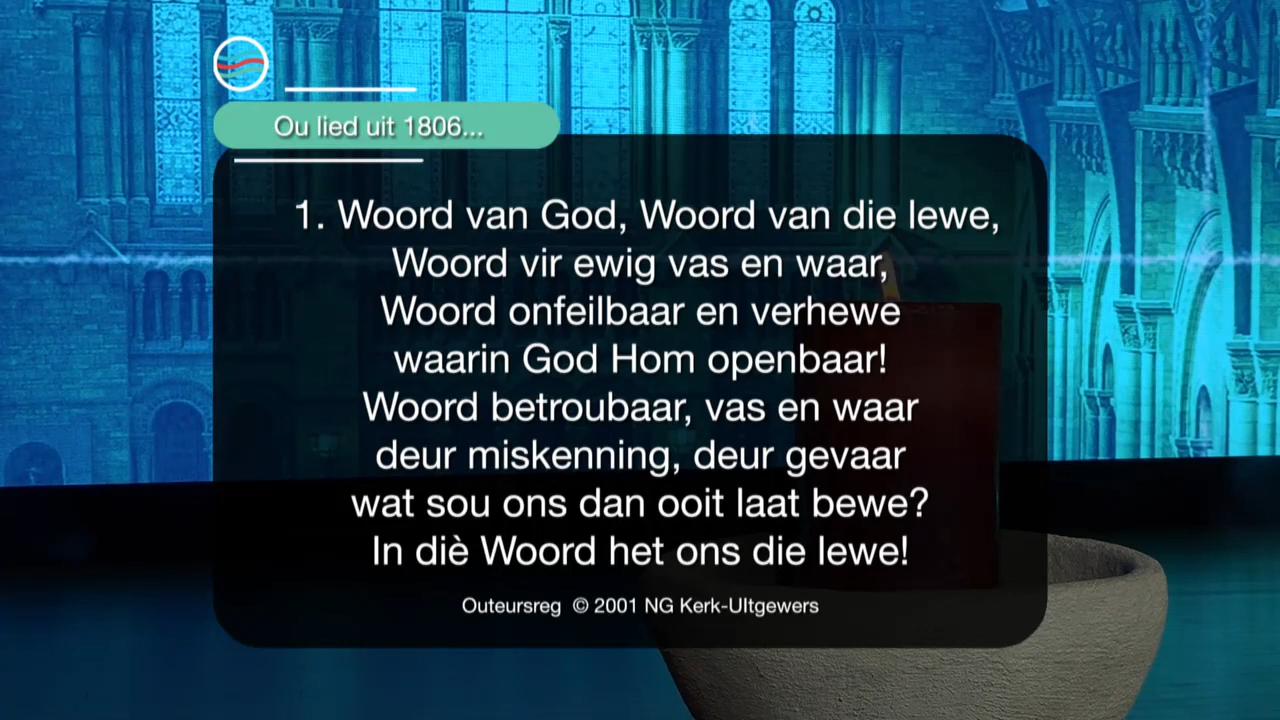 Ou lied uit 1806...
1. Woord van God, Woord van die lewe,
Woord vir ewig vas en waar,
Woord onfeilbaar en verhewe
waarin God Hom openbaar!
Woord betroubaar, vas en waar
deur miskenning, deur gevaar
wat sou ons dan ooit laat bewe?
In diè Woord het ons die lewe!
Outeursreg © 2001 NG Kerk-UItgewers